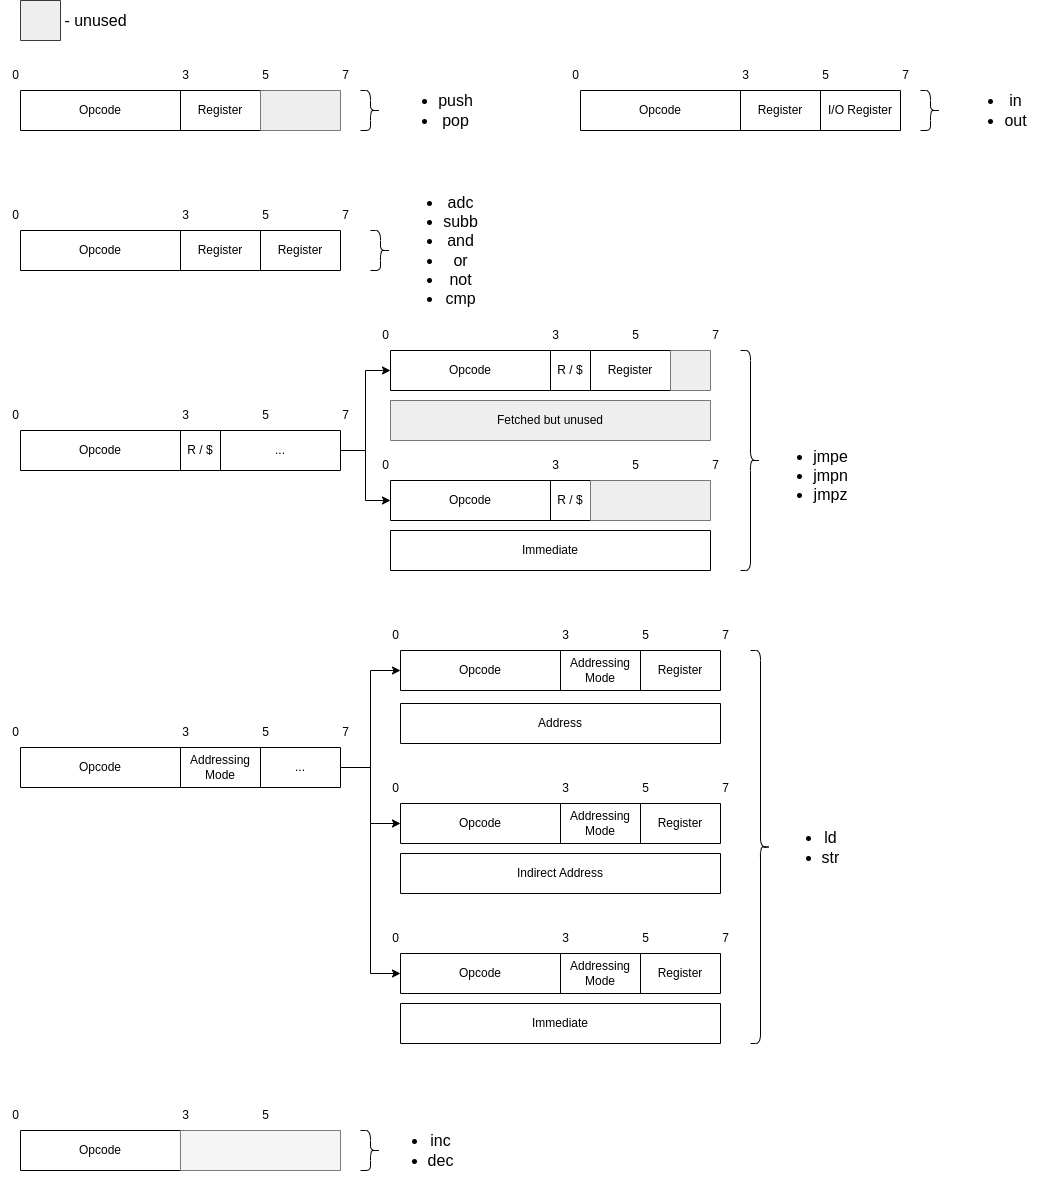 - unused
0 3 5 7
Opcode Register
• push
• pop
0 3 5 7
Opcode Register I/O Register
• in
• out
0 3 5 7
Opcode Register Register
• adc
• subb
• and
• or
• not
• cmp
0 3 5 7
Opcode R / $ ...
0 3 5 7
Opcode R / $ Register
Fetched but unused
0 3 5 7
Opcode R / $
Immediate
• jmpe
• jmpn
• jmpz
0 3 5 7
Opcode Addressing Mode ...
0 3 5 7
Opcode Addressing Mode Register
Address
0 3 5 7
Opcode Addressing Mode Register
Indirect Address
0 3 5 7
Opcode Addressing Mode Register
Immediate
• ld
• str
0 3 5
Opcode
• inc
• dec